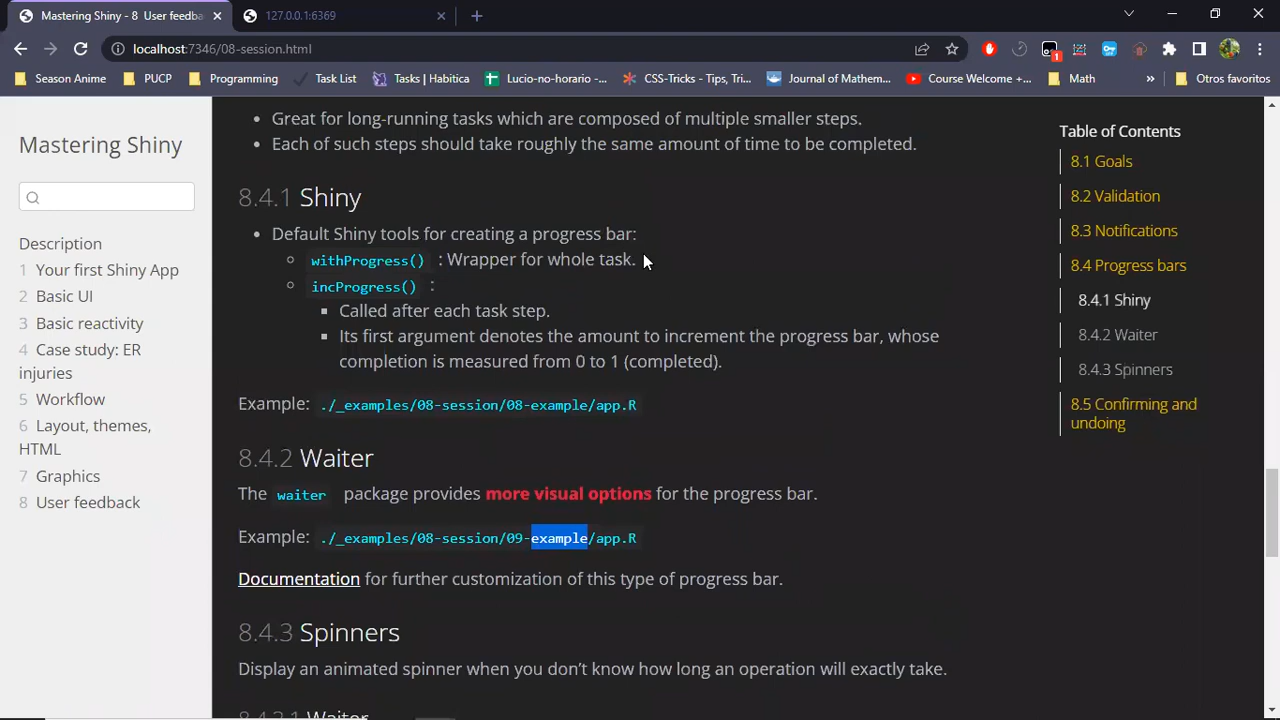 Mastering Shiny - 8 User feedba
127.0.0.1:6369
localhost:7346/08-session.html
1
Season Anime
PUCP
Programming
Task List
Tasks | Habitica
Lucio-no-horario -...
CSS-Tricks - Tips, Tri...
Journal of Mathem...
Course Welcome +...
Math
»
Otros favoritos
Mastering Shiny
Description
1 Your first Shiny App
2 Basic UI
3 Basic reactivity
4 Case study: ER
injuries
5 Workflow
6 Layout, themes,
HTML
7 Graphics
8 User feedback
Great for long-running tasks which are composed of multiple smaller steps.
Each of such steps should take roughly the same amount of time to be completed.
8.4.1 Shiny
Default Shiny tools for creating a progress bar:
withProgress() : Wrapper for whole task.
incProgress() :
Called after each task step.
Its first argument denotes the amount to increment the progress bar, whose
completion is measured from 0 to 1 (completed).
Example: ./_examples/08-session/08-example/app.R
8.4.2 Waiter
The waiter package provides more visual options for the progress bar.
Example: ./_examples/08-session/09-example/app.R
Documentation for further customization of this type of progress bar.
8.4.3 Spinners
Display an animated spinner when you don't know how long an operation will exactly take.
8.4.3.1 Waiter
Table of Contents
8.1 Goals
8.2 Validation
8.3 Notifications
8.4 Progress bars
8.4.1 Shiny
8.4.2 Waiter
8.4.3 Spinners
8.5 Confirming and
undoing